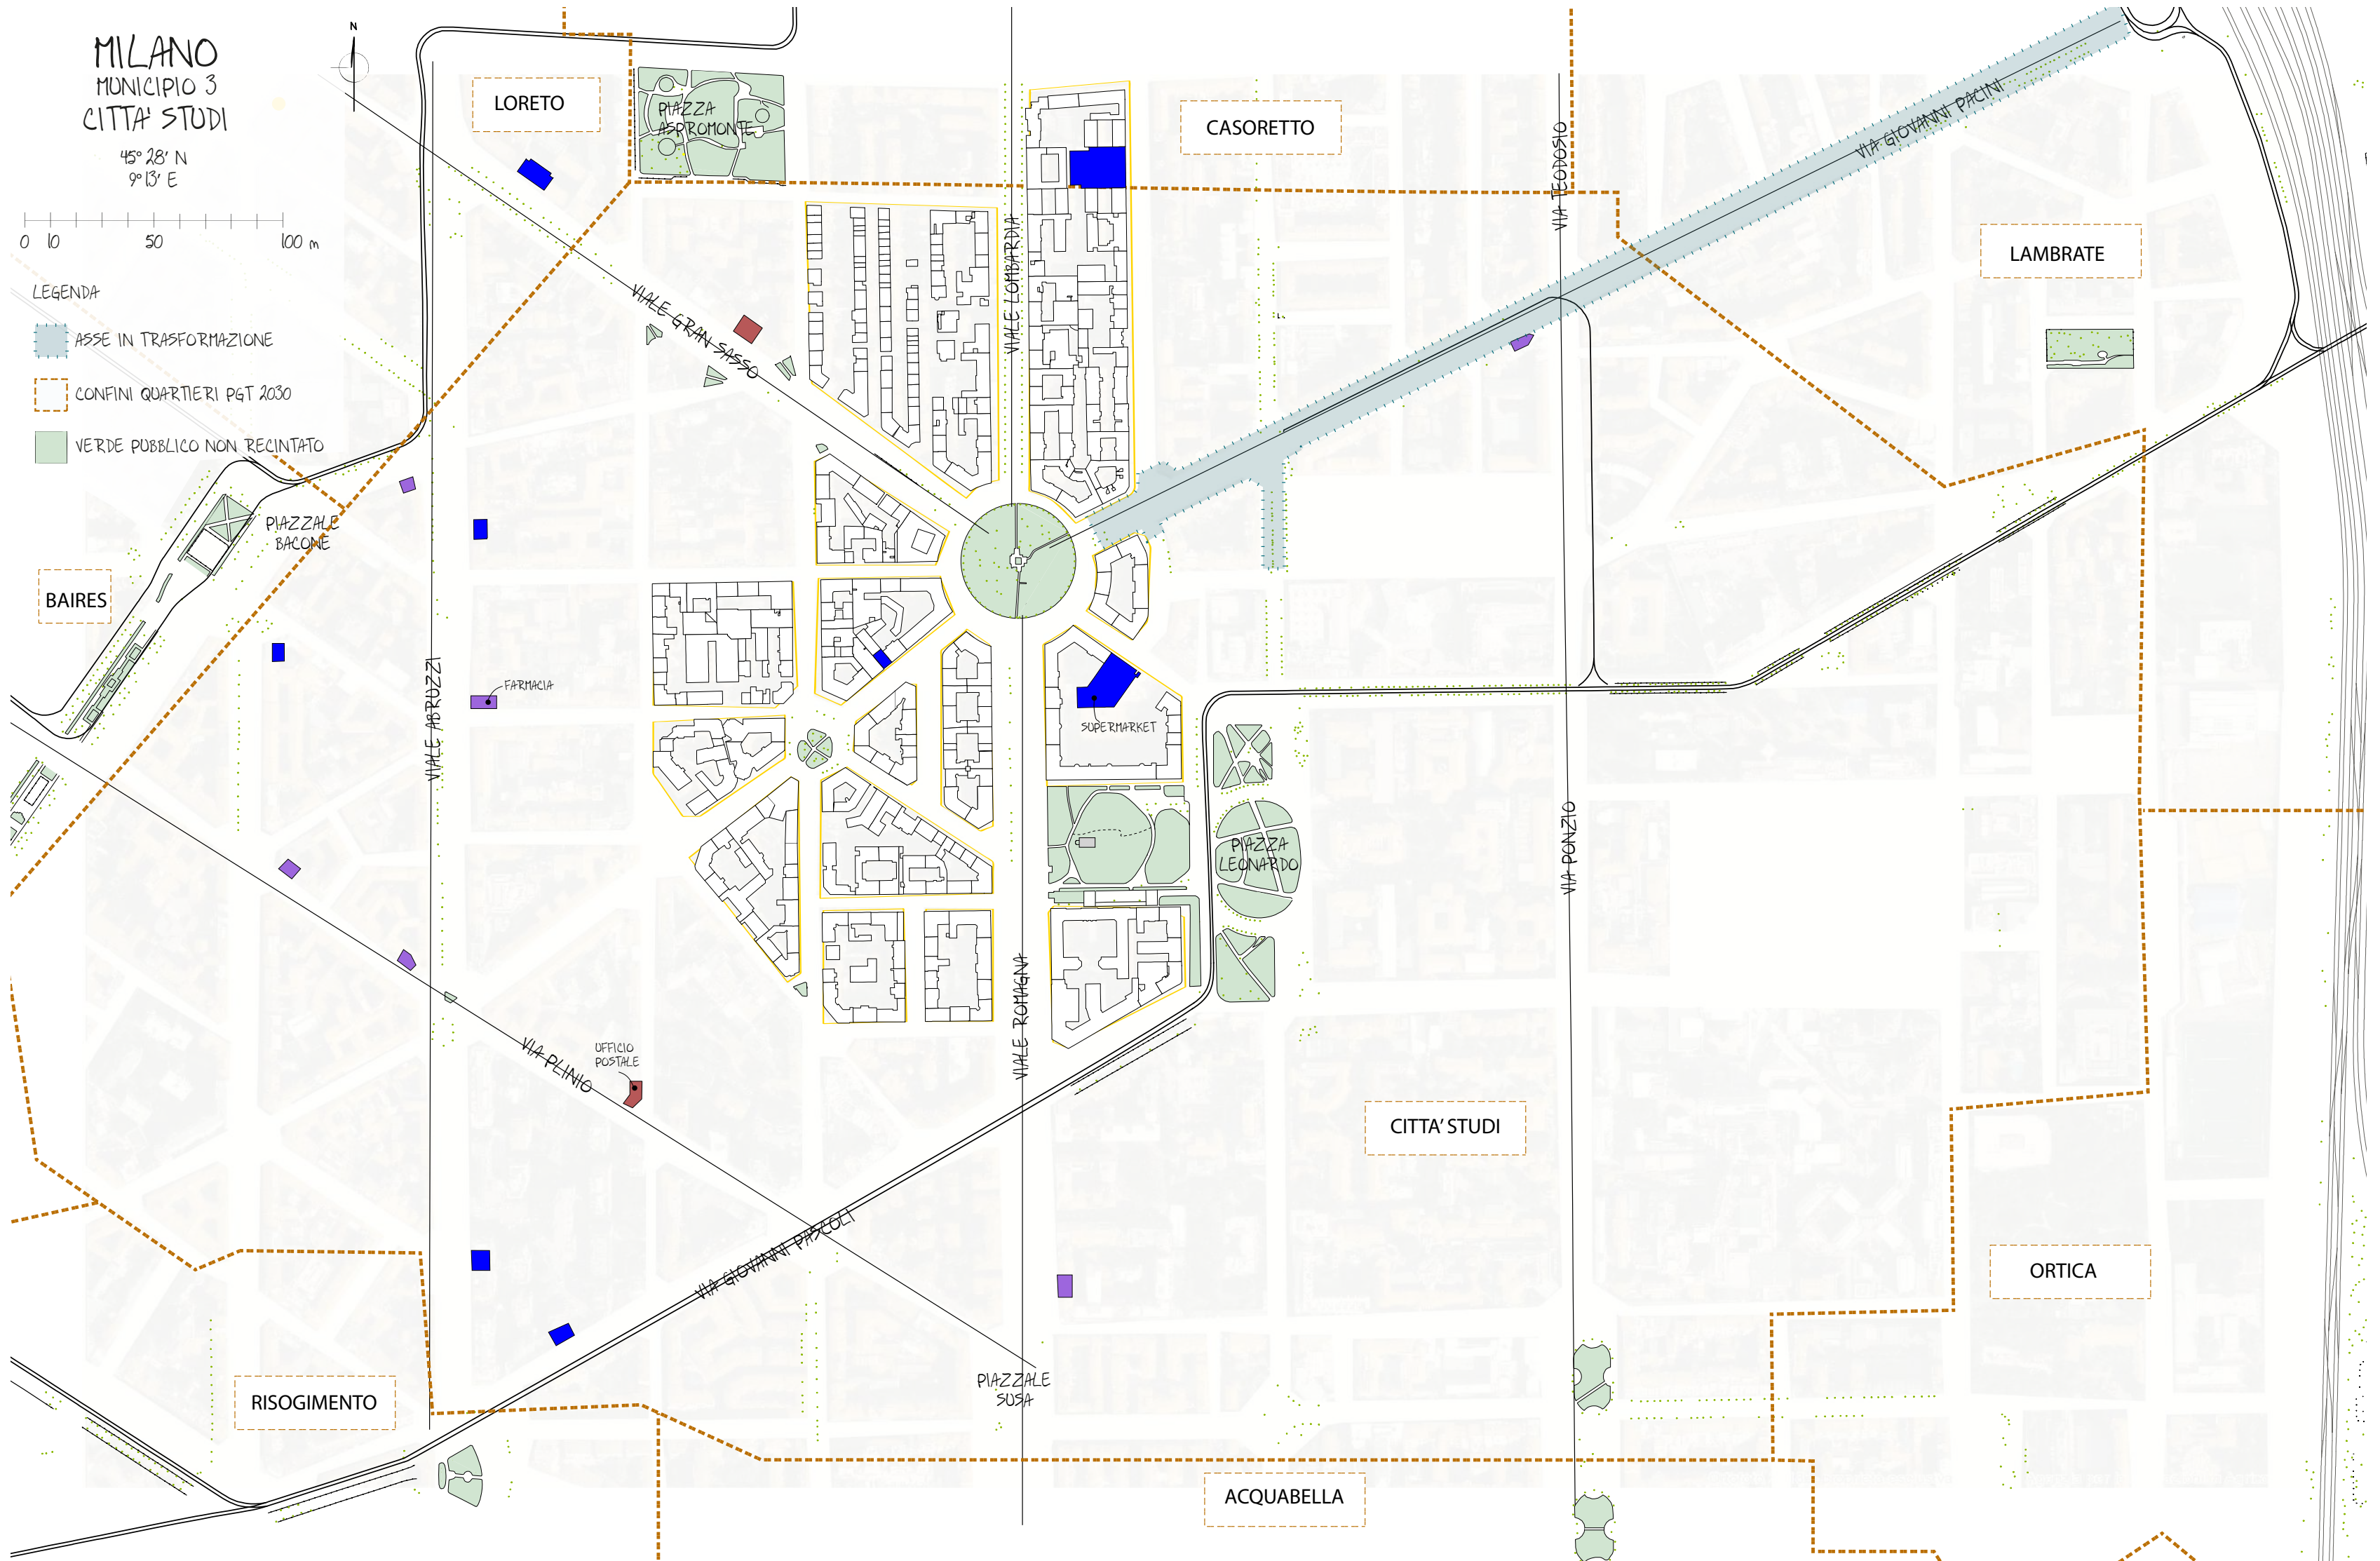 MILANO
MUNICIPIO 3
CITTA' STUDI
45° 28' N
9° 13' E
0 10 50 100 m
LEGENDA
ASSE IN TRASFORMAZIONE
CONFINI QUARTIERI PGT 2030
VERDE PUBBLICO NON RECINTATO
N
LORETO
PIAZZA
ASPROMONTE
CASORETTO
VIA TEODOSIO
VIA GIOVANNI PACINI
LAMBRATE
VIALE LOMBARDIA
VIALE GRAN SASSO
PIAZZALE
BACONE
BAIRES
VIALE ABRUZZI
FARMACIA
SUPERMARKET
PIAZZA
LEONARDO
VIA PONZIO
VIALE ROMAGNA
UFFICIO
POSTALE
VIA PLINIO
CITTA' STUDI
VIA GIOVANNI PASCOLI
ORTICA
PIAZZALE
SUSA
RISOGIMENTO
ACQUABELLA